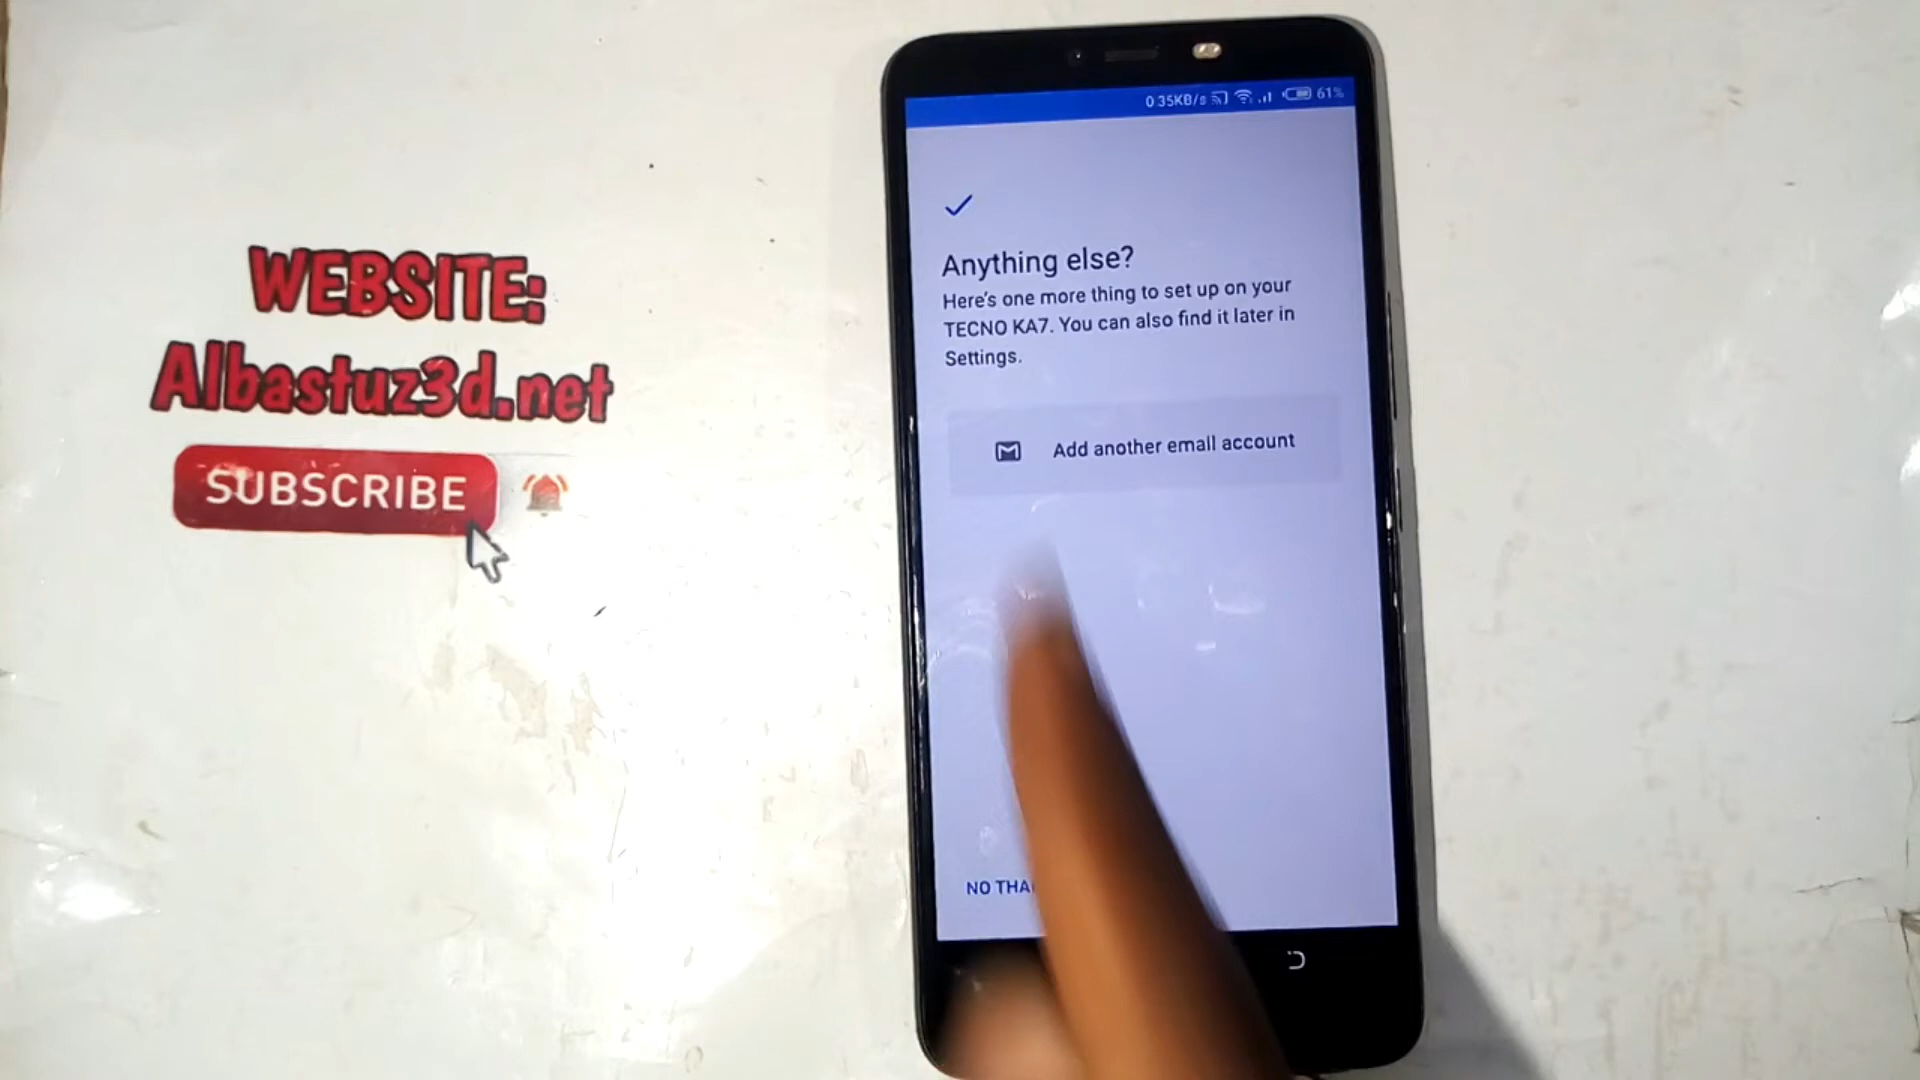 WEBSITE:
Albastuz3d.net
SUBSCRIBE
0.35KB/s 61%
Anything else?
Here's one more thing to set up on your
TECNO KA7. You can also find it later in
Settings.
Add another email account
NO